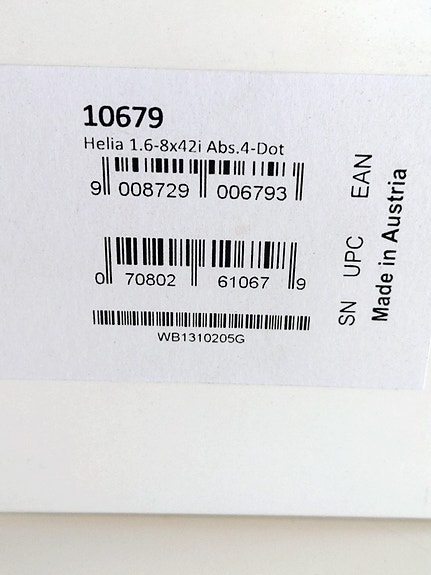 10679
Helia 1.6-8x42i Abs.4-Dot
9 008729 006793
0 70802 61067 9
WB1310205G
SN UPC EAN
Made in Austria